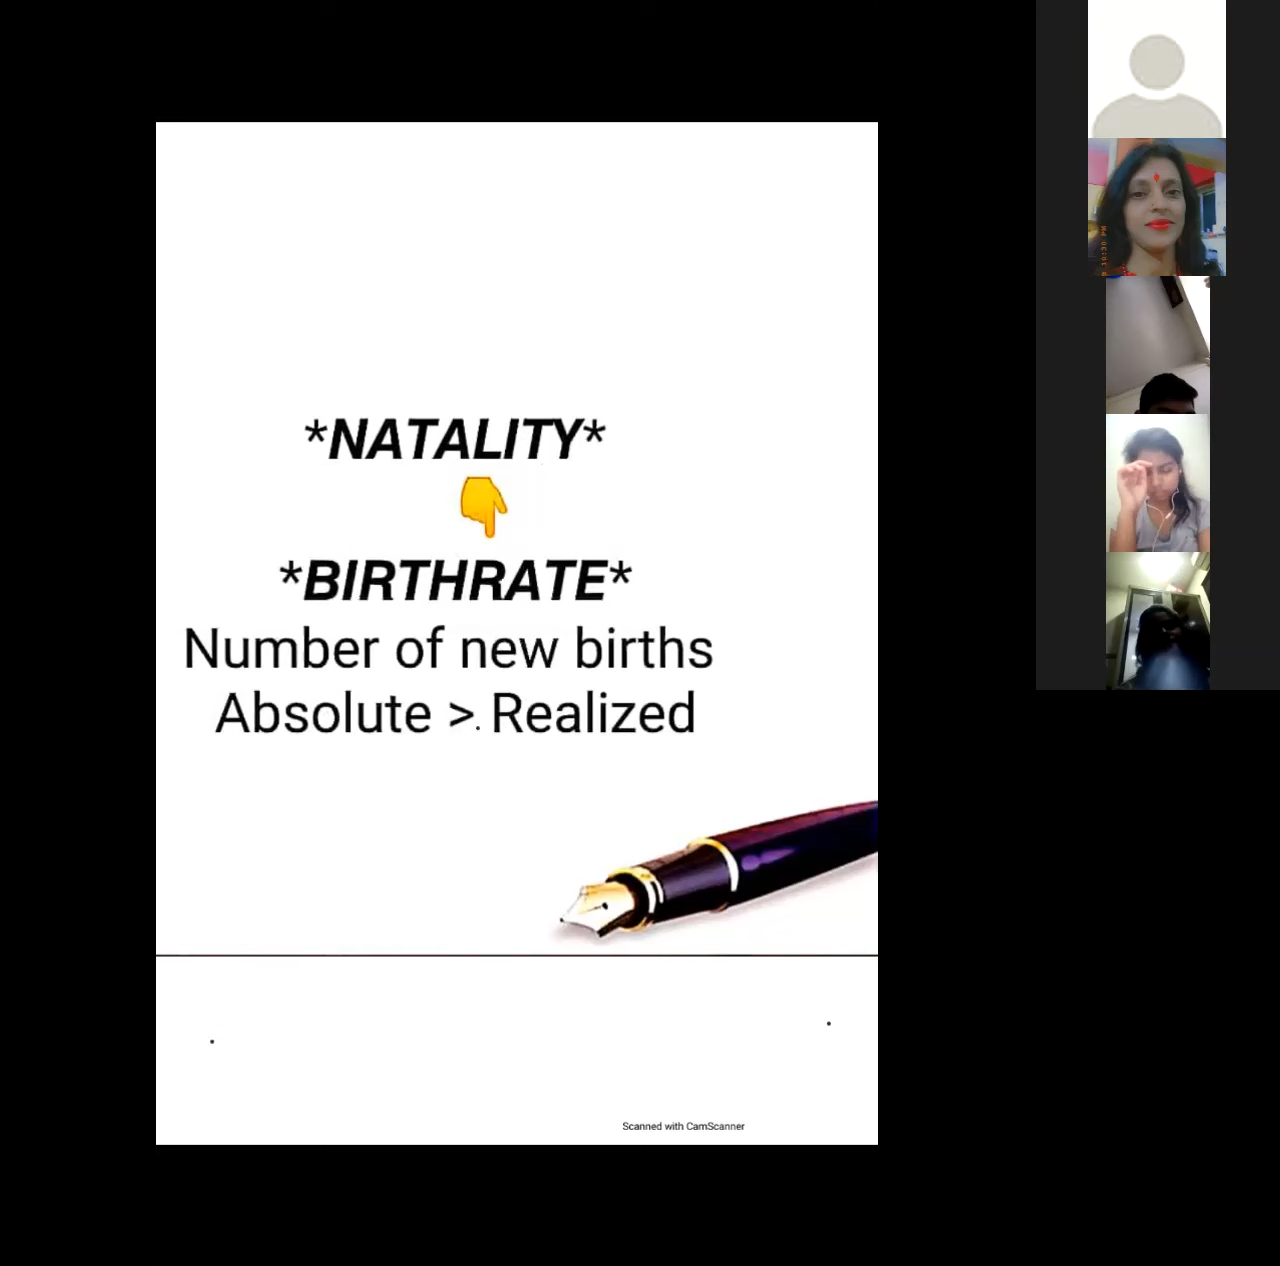 *NATALITY*
👇
*BIRTHRATE*
Number of new births
Absolute > Realized
Scanned with CamScanner